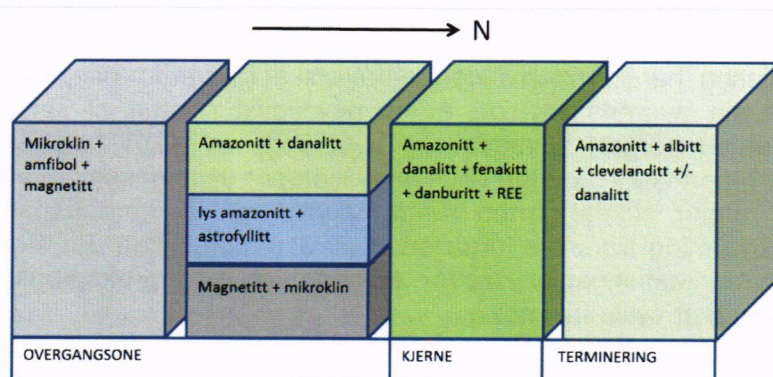 N
Mikroklin +
amfibol +
magnetitt
Amazonitt + danalitt
lys amazonitt +
astrofyllitt
Magnetitt + mikroklin
Amazonitt +
danalitt + fenakitt
+ danburitt + REE
Amazonitt + albitt
+ clevelanditt +/-
danalitt
OVERGANGSONE
KJERNE
TERMINERING